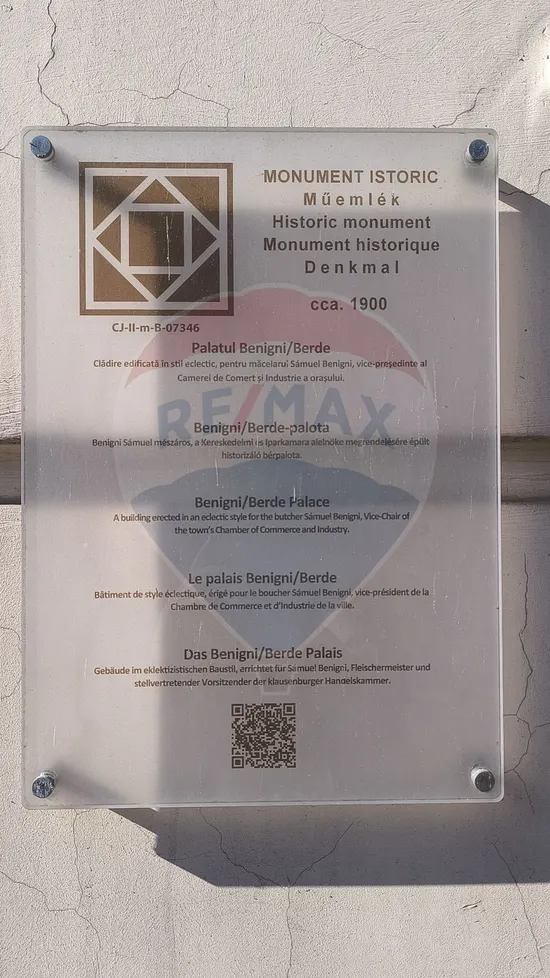 MONUMENT ISTORIC
Műemlék
Historic monument
Monument historique
Denkmal
cca. 1900
CJ-II-m-B-07346
Palatul Benigni/Berde
Clădire edificată în stil eclectic, pentru măcelarul Sámuel Benigni, vice-președinte al
Camerei de Comerț și Industrie a orașului.
RE/MAX
Benigni/Berde-palota
Benigni Sámuel mészáros, a Kereskedelmi és Iparkamara alelnöke megrendelésére épült
historizáló bérpalota.
Benigni/Berde Palace
A building erected in an eclectic style for the butcher Sámuel Benigni, Vice-Chair of
the town's Chamber of Commerce and Industry.
Le palais Benigni/Berde
Bâtiment de style éclectique, érigé pour le boucher Sámuel Benigni, vice-président de la
Chambre de Commerce et d'Industrie de la ville.
Das Benigni/Berde Palais
Gebäude im eklektizistischen Baustil, errichtet für Sámuel Benigni, Fleischermeister und
stellvertretender Vorsitzender der klausenburger Handelskammer.